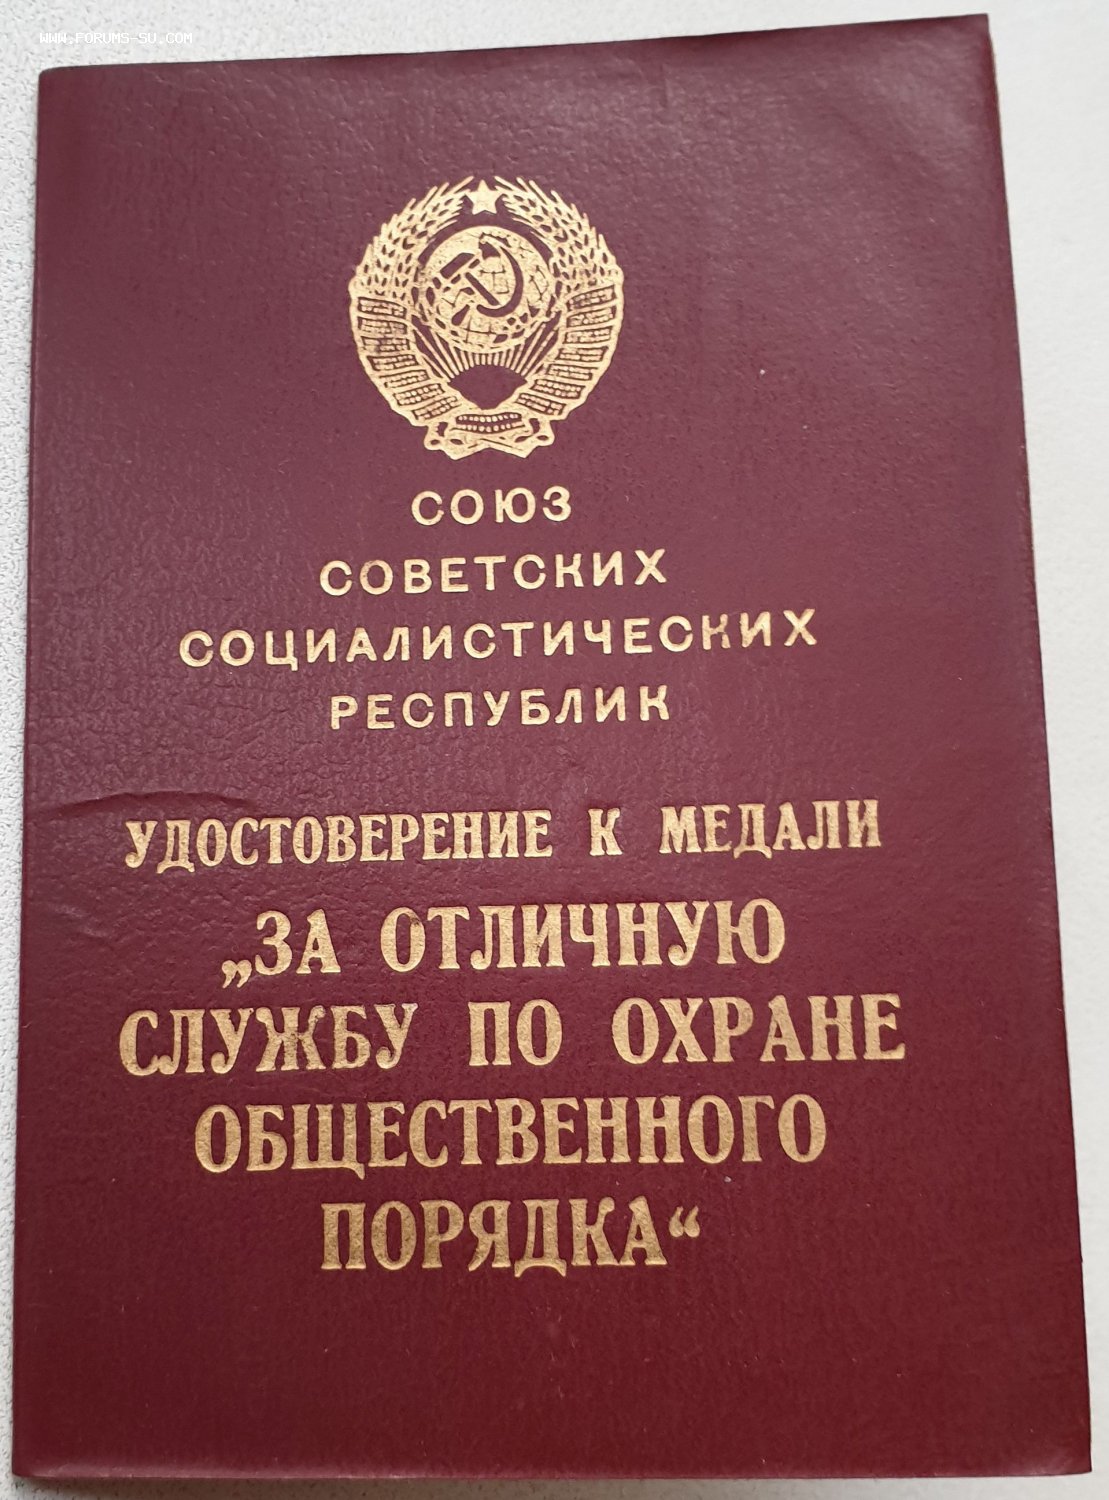 WWW.FORUMS-SU.COM
СОЮЗ
СОВЕТСКИХ
СОЦИАЛИСТИЧЕСКИХ
РЕСПУБЛИК
УДОСТОВЕРЕНИЕ К МЕДАЛИ
„ЗА ОТЛИЧНУЮ
СЛУЖБУ ПО ОХРАНЕ
ОБЩЕСТВЕННОГО
ПОРЯДКА“